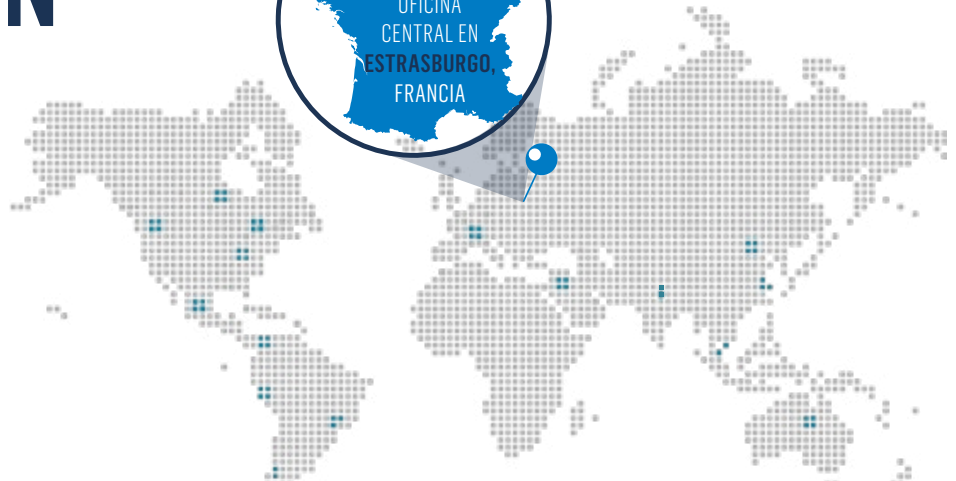 N
OFICINA
CENTRAL EN
ESTRASBURGO,
FRANCIA